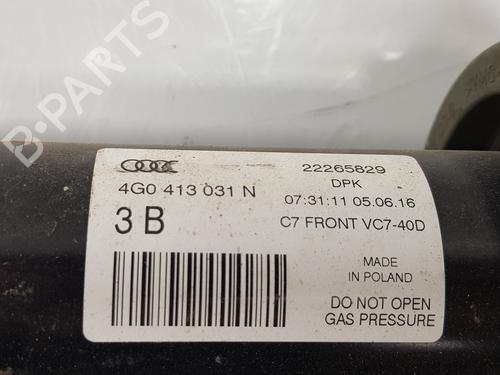 4G0 413 031 N
3 B
22265829
DPK
07:31:11 05.06.16
C7 FRONT VC7-40D
MADE
IN POLAND
DO NOT OPEN
GAS PRESSURE
B-PARTS